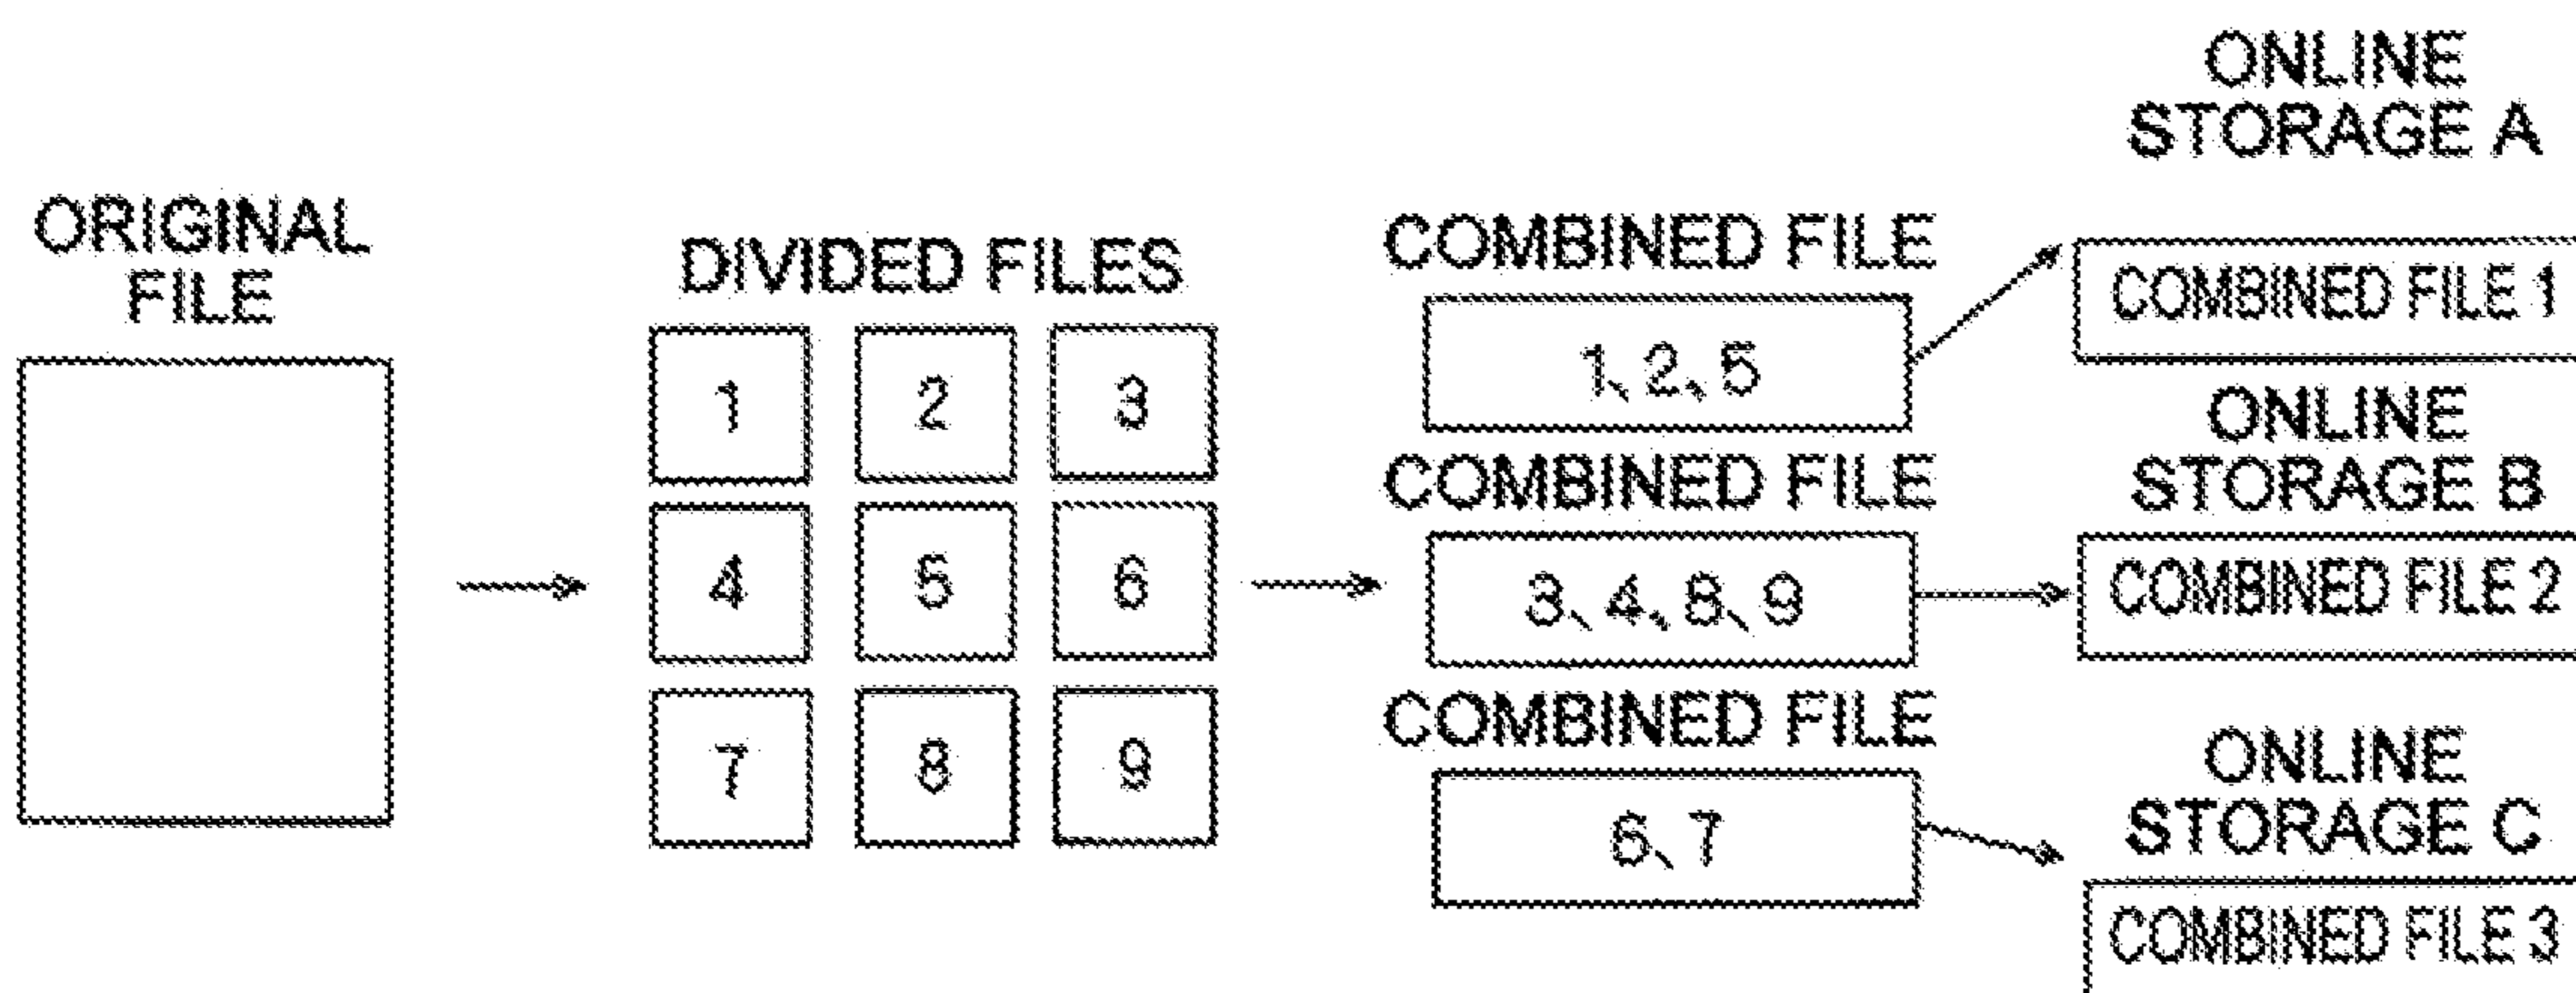 ORIGINAL
FILE
DIVIDED FILES
1
2
3
4
5
6
7
8
9
COMBINED FILE
1、2、5
COMBINED FILE
3、4、8、9
COMBINED FILE
6、7
ONLINE
STORAGE A
COMBINED FILE 1
ONLINE
STORAGE B
COMBINED FILE 2
ONLINE
STORAGE C
COMBINED FILE 3